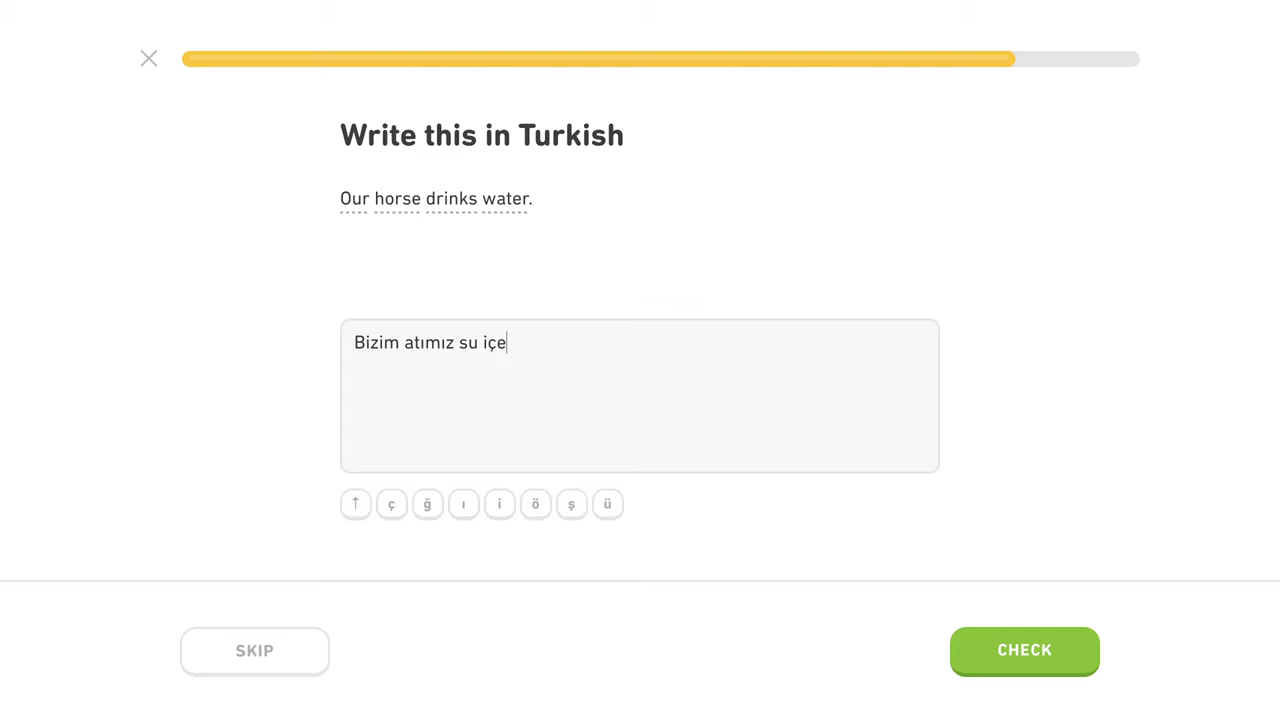 Write this in Turkish
Our horse drinks water.
Bizim atımız su içe
↑ ç ğ ı i ö ş ü
SKIP
CHECK